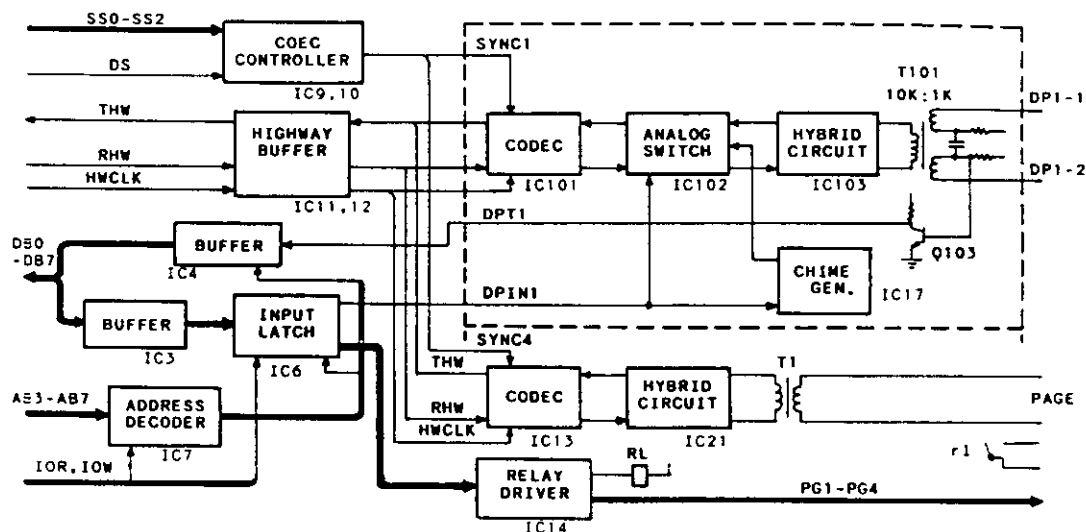 SS0-SS2
COEC
CONTROLLER
DS
IC9,10
SYNC1
T101
10K:1K
DP1-1
THW
HIGHWAY
BUFFER
RHW
HWCLK
IC11,12
CODEC
IC101
ANALOG
SWITCH
IC102
HYBRID
CIRCUIT
IC103
DP1-2
DPT1
Q103
DB0
-DB7
BUFFER
IC4
CHIME
GEN.
IC17
DPIN1
BUFFER
IC3
INPUT
LATCH
IC6
SYNC4
THW
T1
AB3-AB7
ADDRESS
DECODER
IC7
RHW
HWCLK
CODEC
IC13
HYBRID
CIRCUIT
IC21
PAGE
r1
IOR,IOW
RELAY
DRIVER
IC14
RL
PG1-PG4